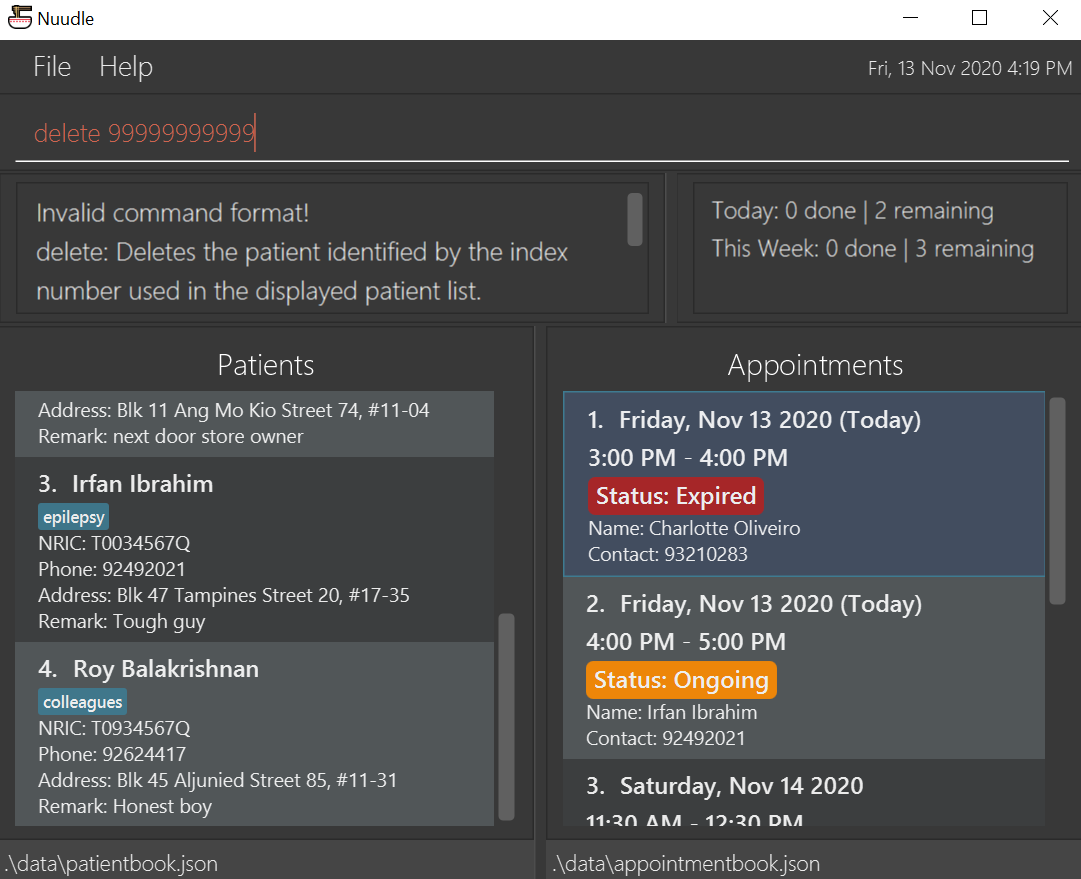 Nuudle
File Help
Fri, 13 Nov 2020 4:19 PM
delete 99999999999
Invalid command format!
delete: Deletes the patient identified by the index
number used in the displayed patient list.
Today: 0 done | 2 remaining
This Week: 0 done | 3 remaining
Patients
Address: Blk 11 Ang Mo Kio Street 74, #11-04
Remark: next door store owner
3. Irfan Ibrahim
epilepsy
NRIC: T0034567Q
Phone: 92492021
Address: Blk 47 Tampines Street 20, #17-35
Remark: Tough guy
4. Roy Balakrishnan
colleagues
NRIC: T0934567Q
Phone: 92624417
Address: Blk 45 Aljunied Street 85, #11-31
Remark: Honest boy
Appointments
1. Friday, Nov 13 2020 (Today)
3:00 PM - 4:00 PM
Status: Expired
Name: Charlotte Oliveiro
Contact: 93210283
2. Friday, Nov 13 2020 (Today)
4:00 PM - 5:00 PM
Status: Ongoing
Name: Irfan Ibrahim
Contact: 92492021
3. Saturday, Nov 14 2020
11:30 AM - 12:30 PM
.\data\patientbook.json
.\data\appointmentbook.json